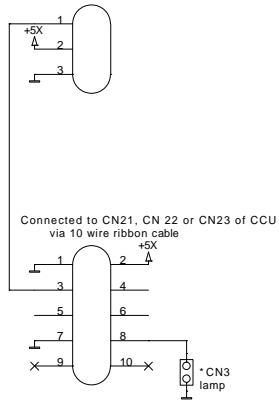 1
+5X
2
3
Connected to CN21, CN 22 or CN23 of CCU
via 10 wire ribbon cable
+5X
1 2
3 4
5 6
7 8
9 10
* CN3
lamp